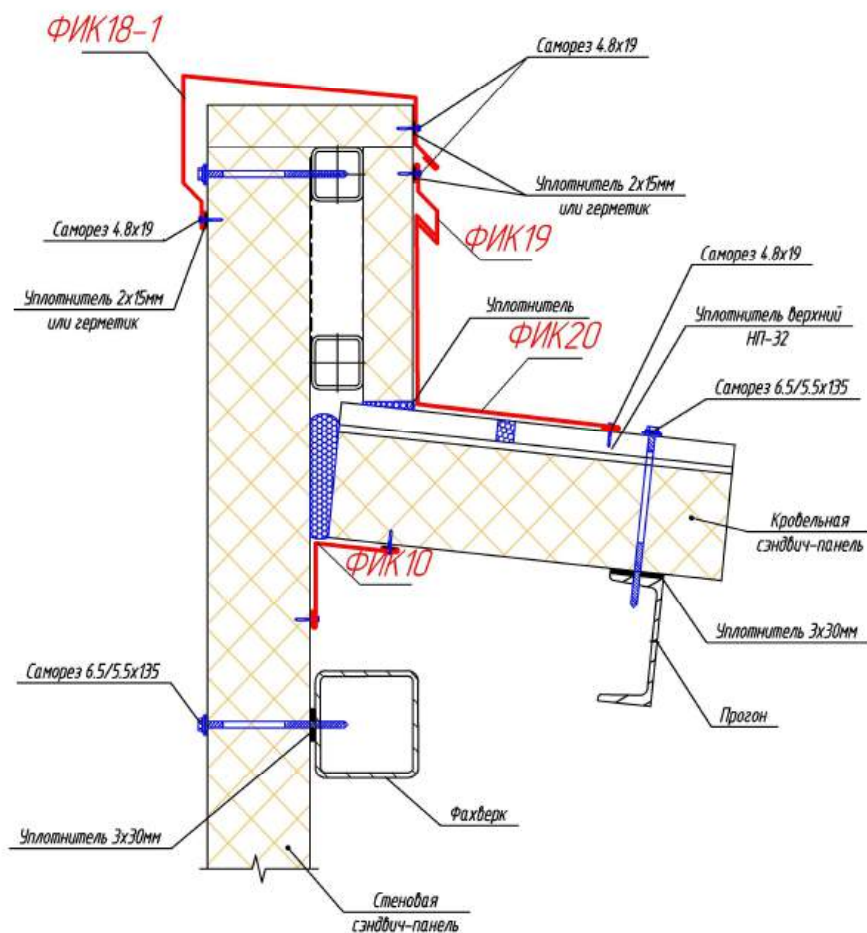 ФИК18-1
Саморез 4.8х19
Уплотнитель 2х15мм
или герметик
Саморез 4.8х19
ФИК19
Саморез 4.8х19
Уплотнитель 2х15мм
или герметик
Уплотнитель
Уплотнитель верхний
НП-32
ФИК20
Саморез 6.5/5.5х135
Кровельная
сэндвич-панель
ФИК10
Уплотнитель 3х30мм
Саморез 6.5/5.5х135
Прогон
Фахверк
Уплотнитель 3х30мм
Стеновая
сэндвич-панель